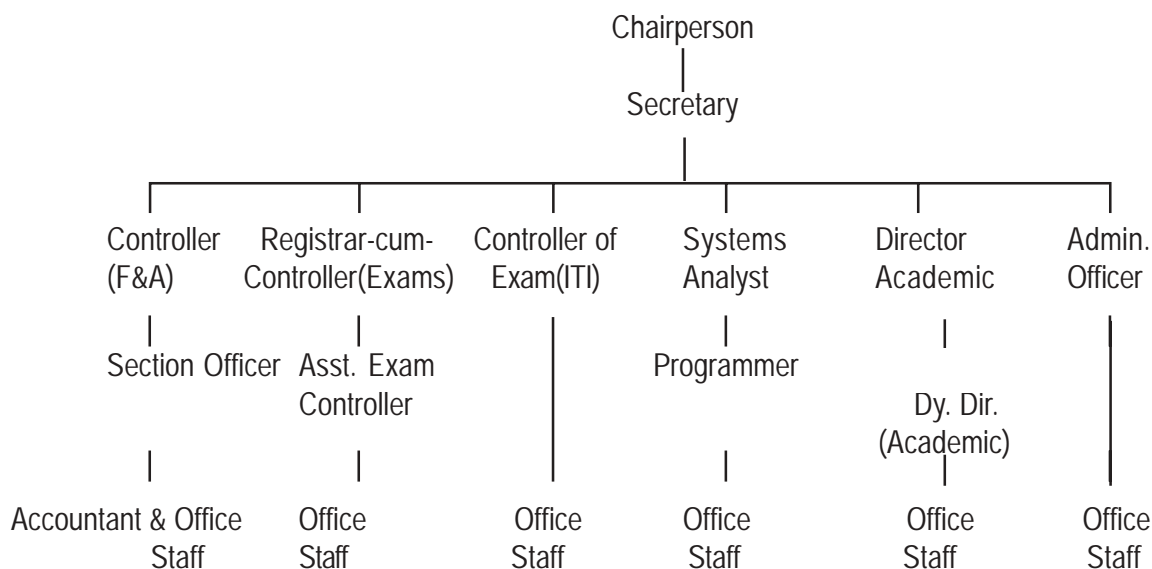 Chairperson
Secretary
Controller Registrar-cum- Controller of Systems Director Admin.
(F&A) Controller(Exams) Exam(ITI) Analyst Academic Officer
Section Officer Asst. Exam Programmer
Controller Dy. Dir.
(Academic)
Accountant & Office Office Office Office Office Office
Staff Staff Staff Staff Staff Staff